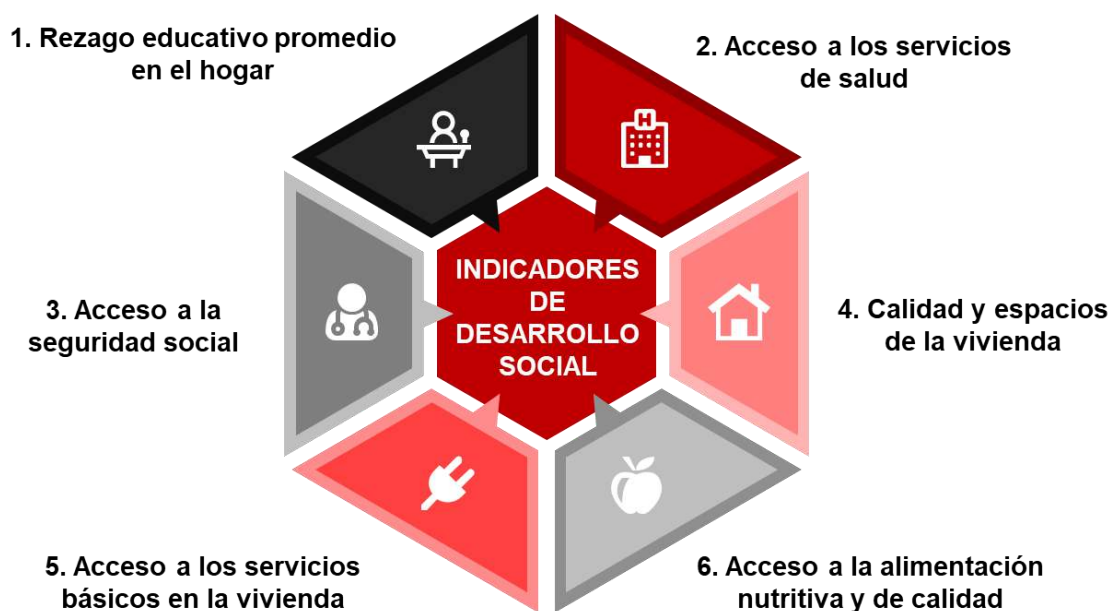 1. Rezago educativo promedio
en el hogar
2. Acceso a los servicios
de salud
3. Acceso a la
seguridad social
INDICADORES
DE
DESARROLLO
SOCIAL
4. Calidad y espacios
de la vivienda
5. Acceso a los servicios
básicos en la vivienda
6. Acceso a la alimentación
nutritiva y de calidad
H